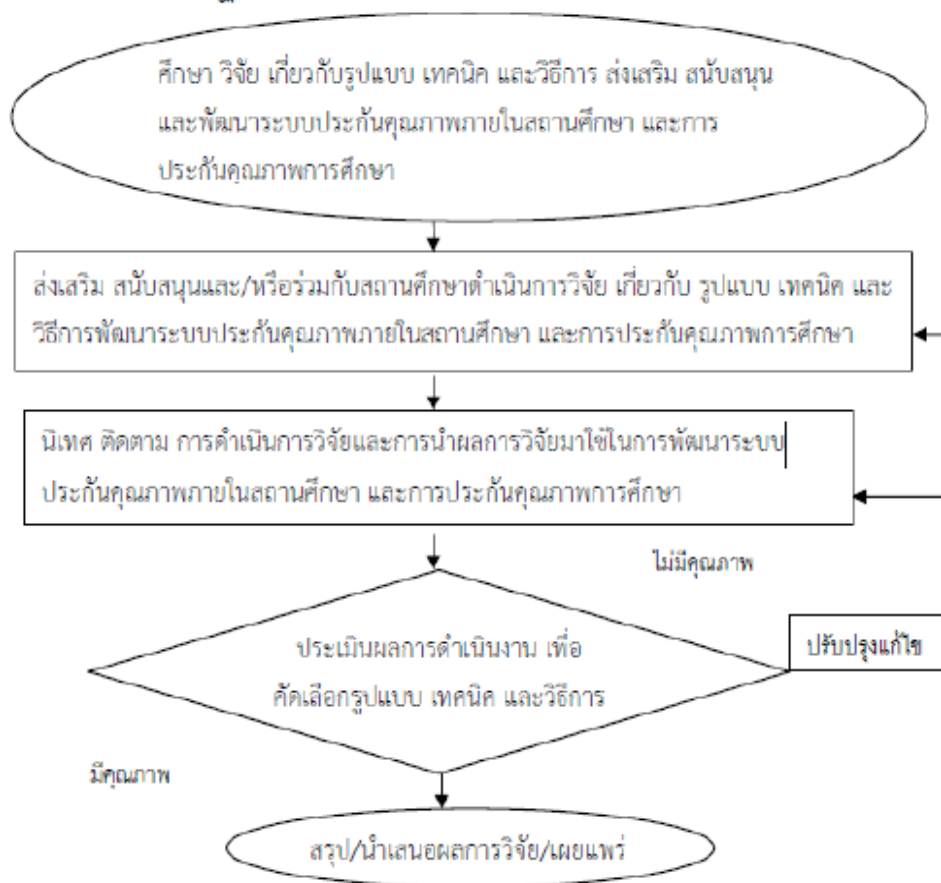 ศึกษา วิจัย เกี่ยวกับรูปแบบ เทคนิค และวิธีการ ส่งเสริม สนับสนุน
และพัฒนาระบบประกันคุณภาพภายในสถานศึกษา และการ
ประกันคุณภาพการศึกษา
ส่งเสริม สนับสนุนและ/หรือร่วมกับสถานศึกษาดำเนินการวิจัย เกี่ยวกับ รูปแบบ เทคนิค และ
วิธีการพัฒนาระบบประกันคุณภาพภายในสถานศึกษา และการประกันคุณภาพการศึกษา
นิเทศ ติดตาม การดำเนินการวิจัยและการนำผลการวิจัยมาใช้ในการพัฒนาระบบ
ประกันคุณภาพภายในสถานศึกษา และการประกันคุณภาพการศึกษา
ไม่มีคุณภาพ
ประเมินผลการดำเนินงาน เพื่อ
คัดเลือกรูปแบบ เทคนิค และวิธีการ
ปรับปรุงแก้ไข
มีคุณภาพ
สรุป/นำเสนอผลการวิจัย/เผยแพร่